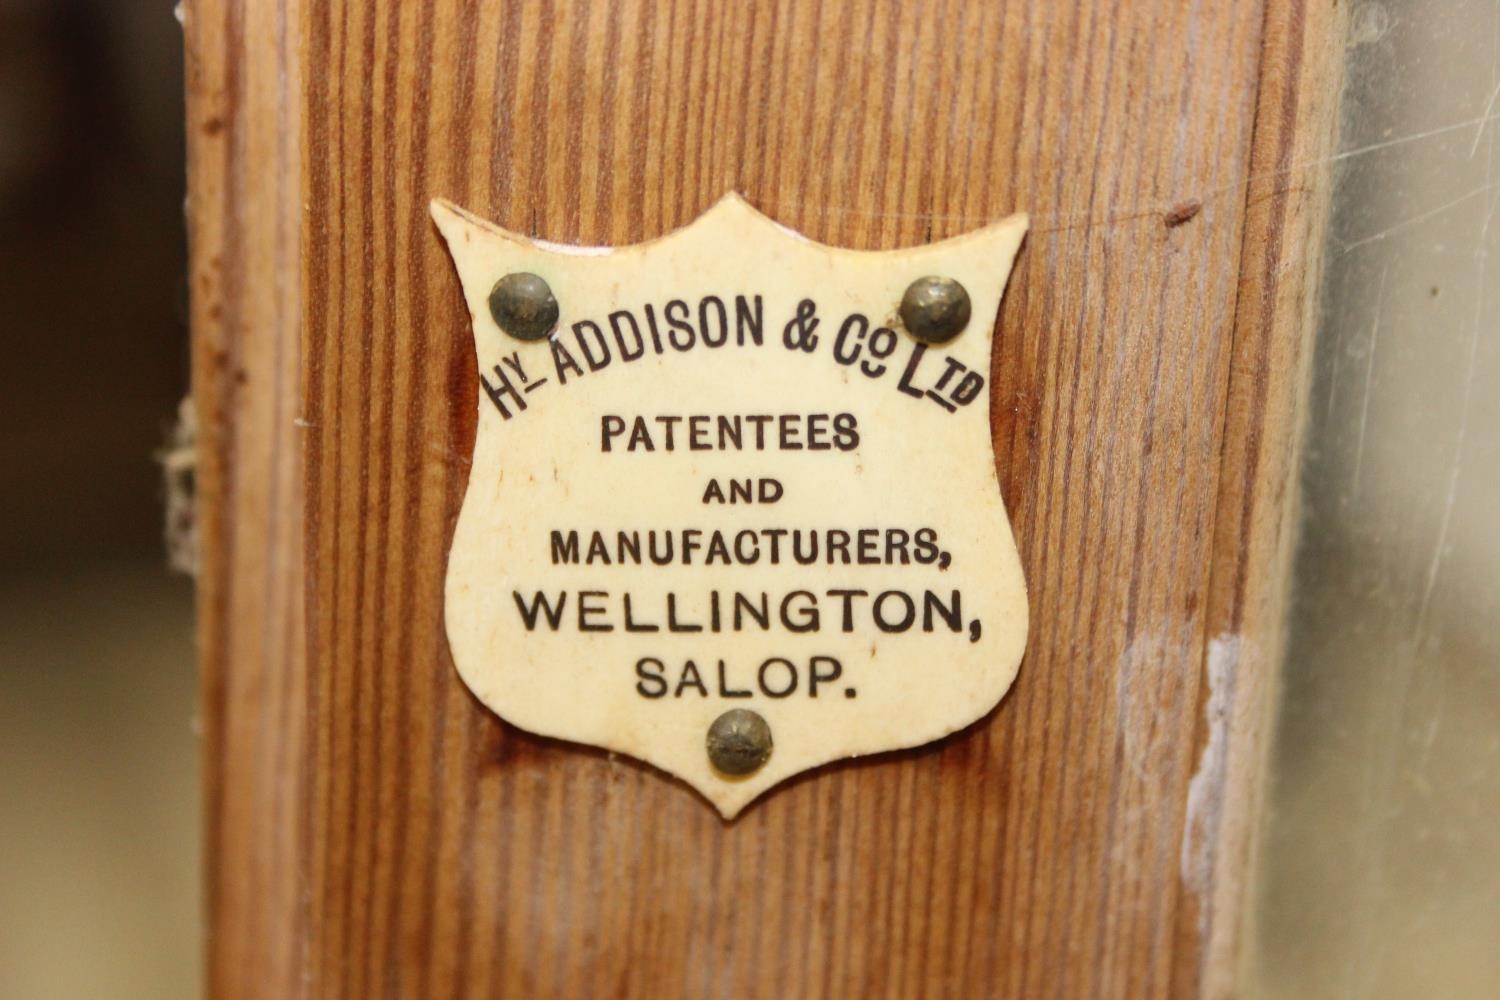 HY ADDISON & Co LTD
PATENTEES
AND
MANUFACTURERS,
WELLINGTON,
SALOP.